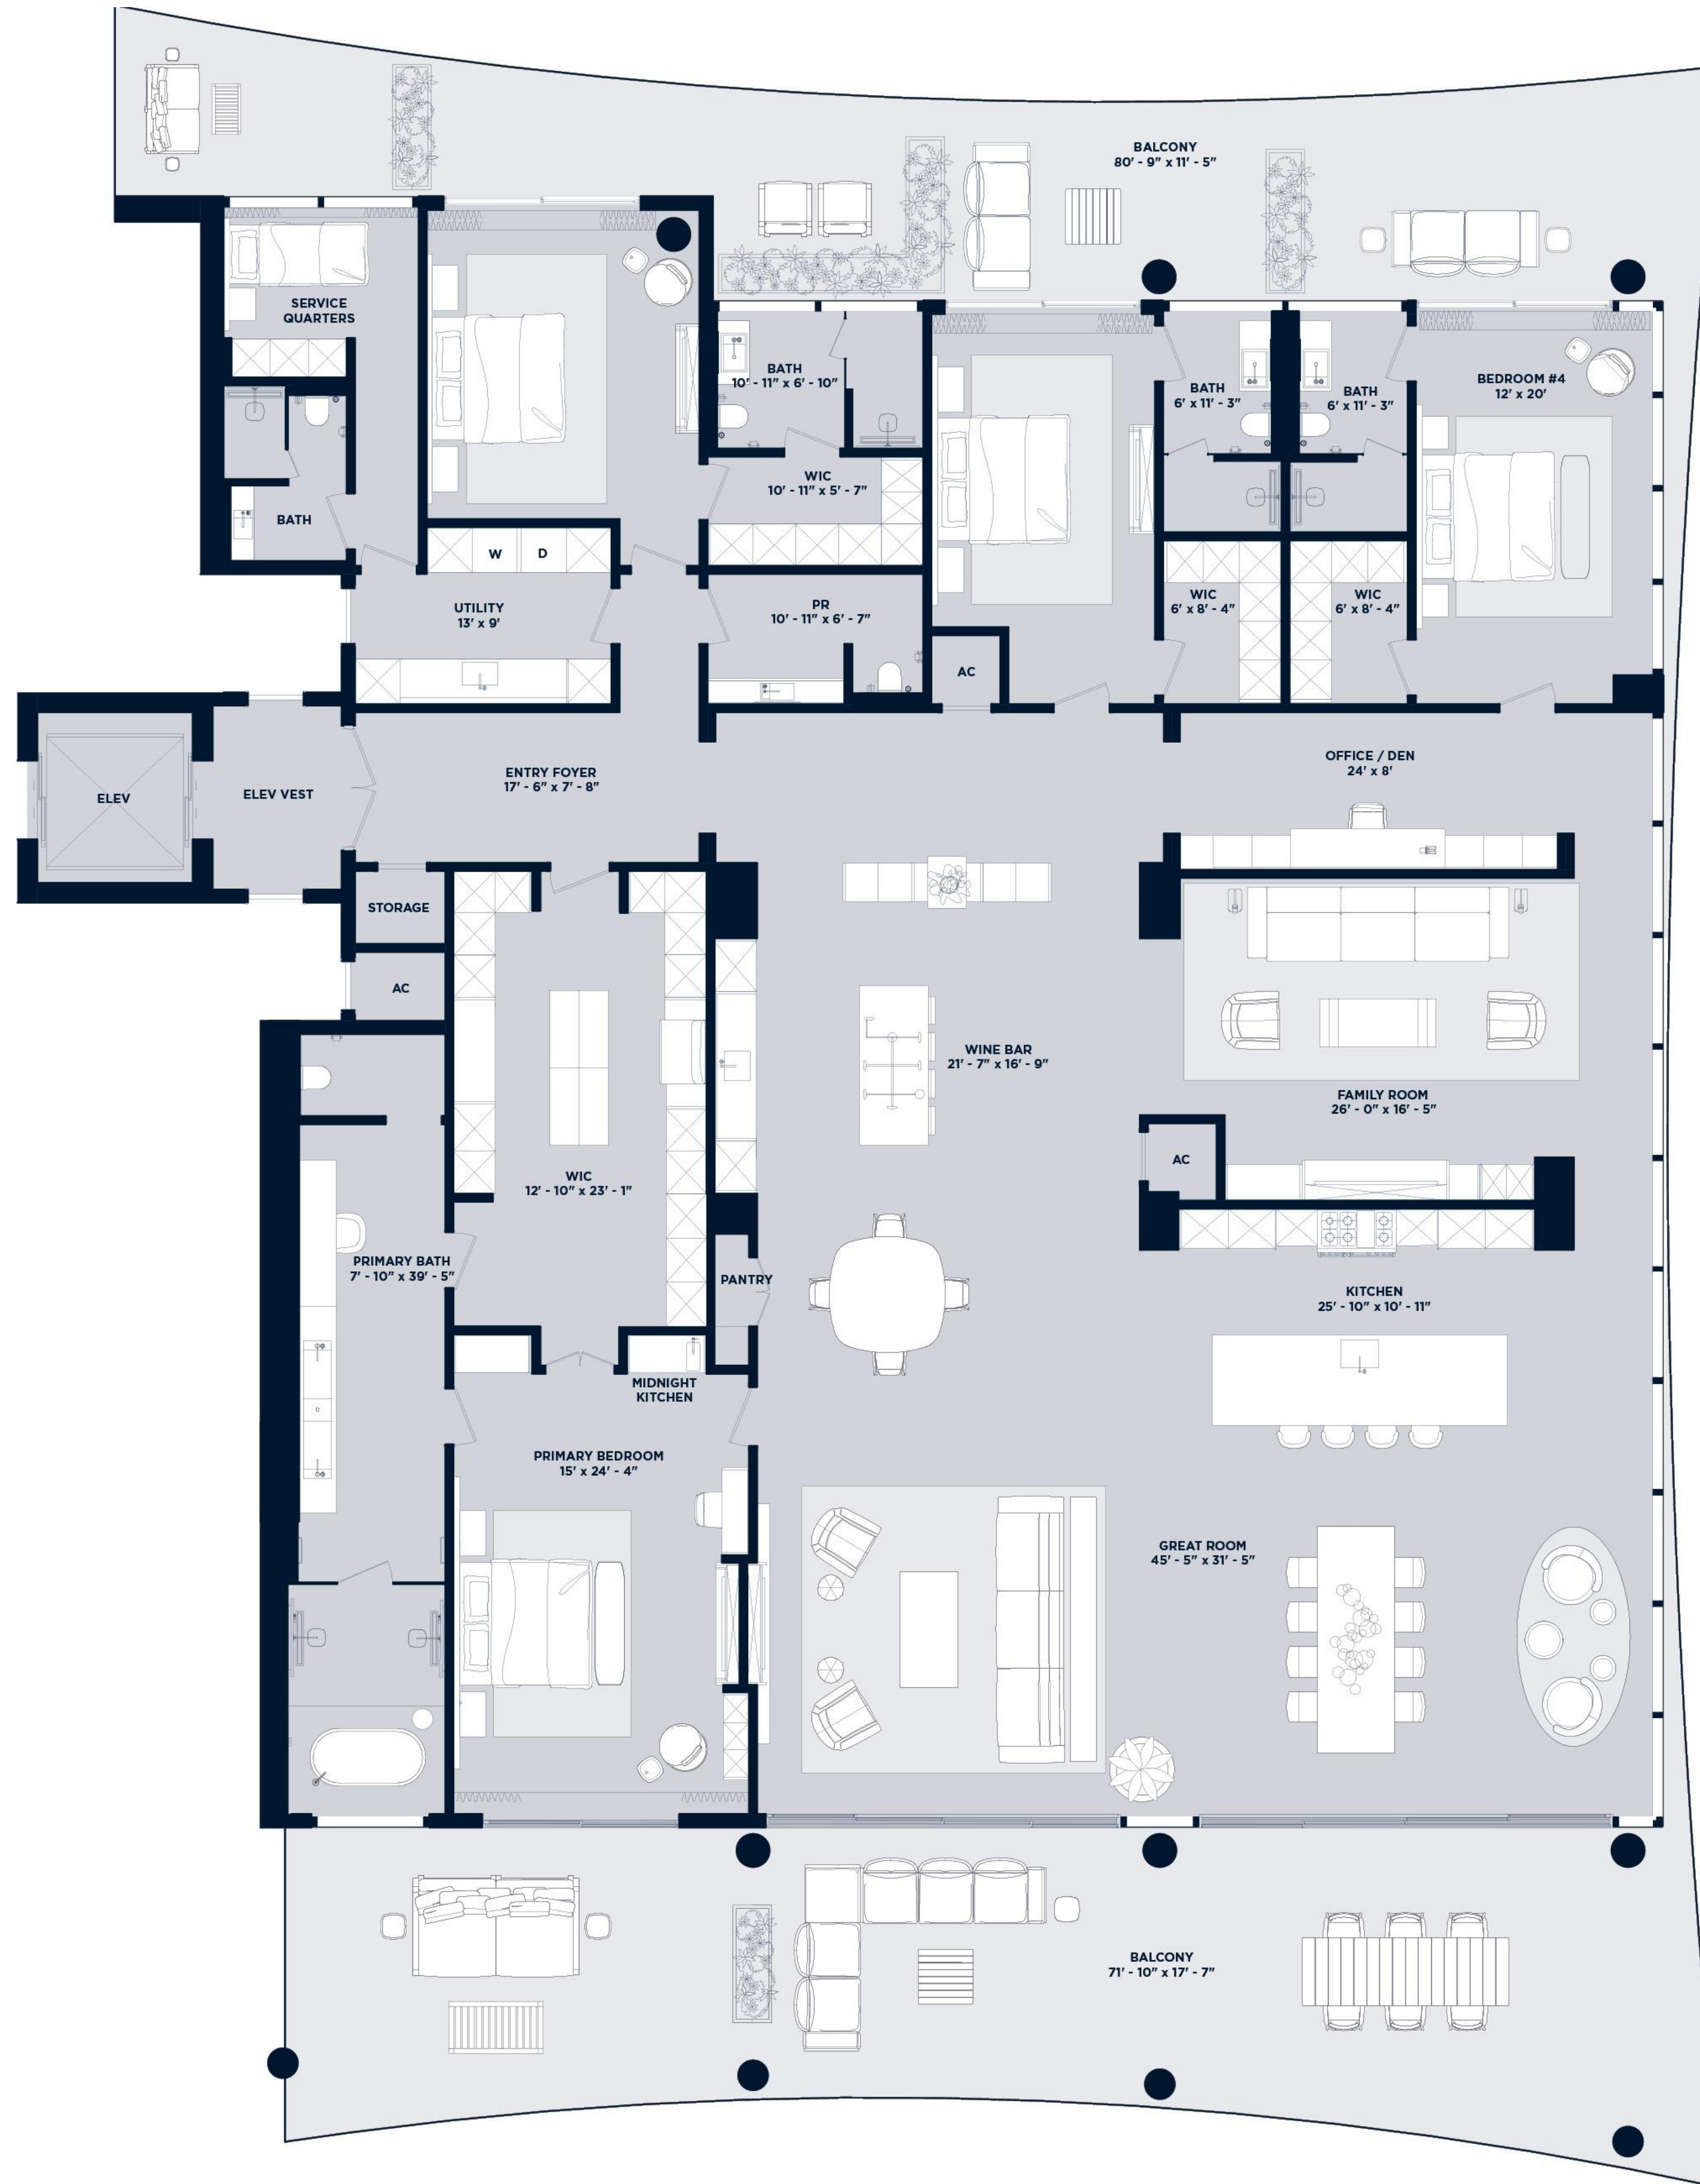 BALCONY
80' - 9" x 11' - 5"
SERVICE
QUARTERS
BATH
10' - 11" x 6' - 10"
BATH
6' x 11' - 3"
BATH
6' x 11' - 3"
BEDROOM #4
12' x 20'
WIC
10' - 11" x 5' - 7"
BATH
W
D
UTILITY
13' x 9'
PR
10' - 11" x 6' - 7"
WIC
6' x 8' - 4"
WIC
6' x 8' - 4"
AC
ELEV
ELEV VEST
ENTRY FOYER
17' - 6" x 7' - 8"
OFFICE / DEN
24' x 8'
STORAGE
AC
WINE BAR
21' - 7" x 16' - 9"
FAMILY ROOM
26' - 0" x 16' - 5"
AC
WIC
12' - 10" x 23' - 1"
PRIMARY BATH
7' - 10" x 39' - 5"
PANTRY
KITCHEN
25' - 10" x 10' - 11"
MIDNIGHT
KITCHEN
PRIMARY BEDROOM
15' x 24' - 4"
GREAT ROOM
45' - 5" x 31' - 5"
BALCONY
71' - 10" x 17' - 7"